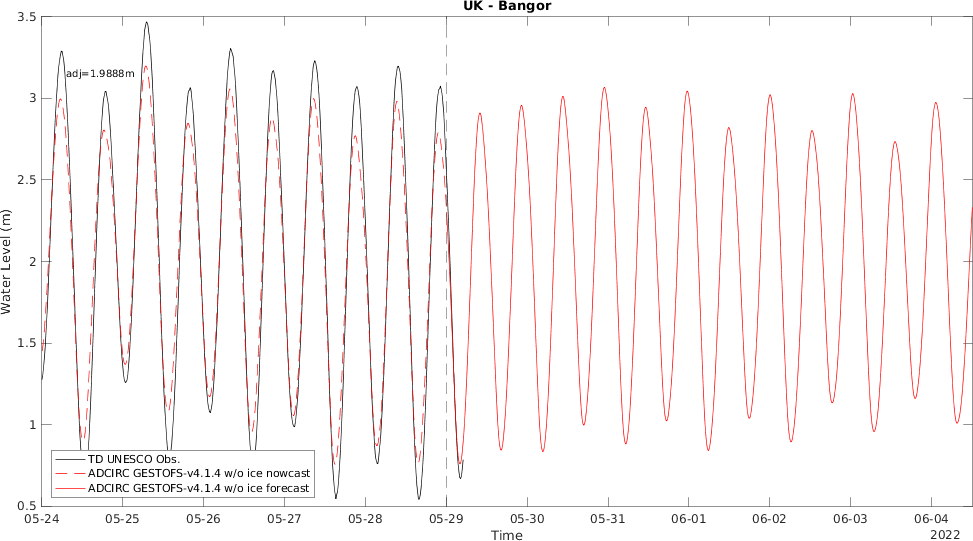 UK - Bangor
3.5
adj=1.9888m
3
2.5
2
1.5
1
0.5
Water Level (m)
TD UNESCO Obs.
ADCIRC GESTOFS-v4.1.4 w/o ice nowcast
ADCIRC GESTOFS-v4.1.4 w/o ice forecast
05-24 05-25 05-26 05-27 05-28 05-29 05-30 05-31 06-01 06-02 06-03 06-04
Time
2022